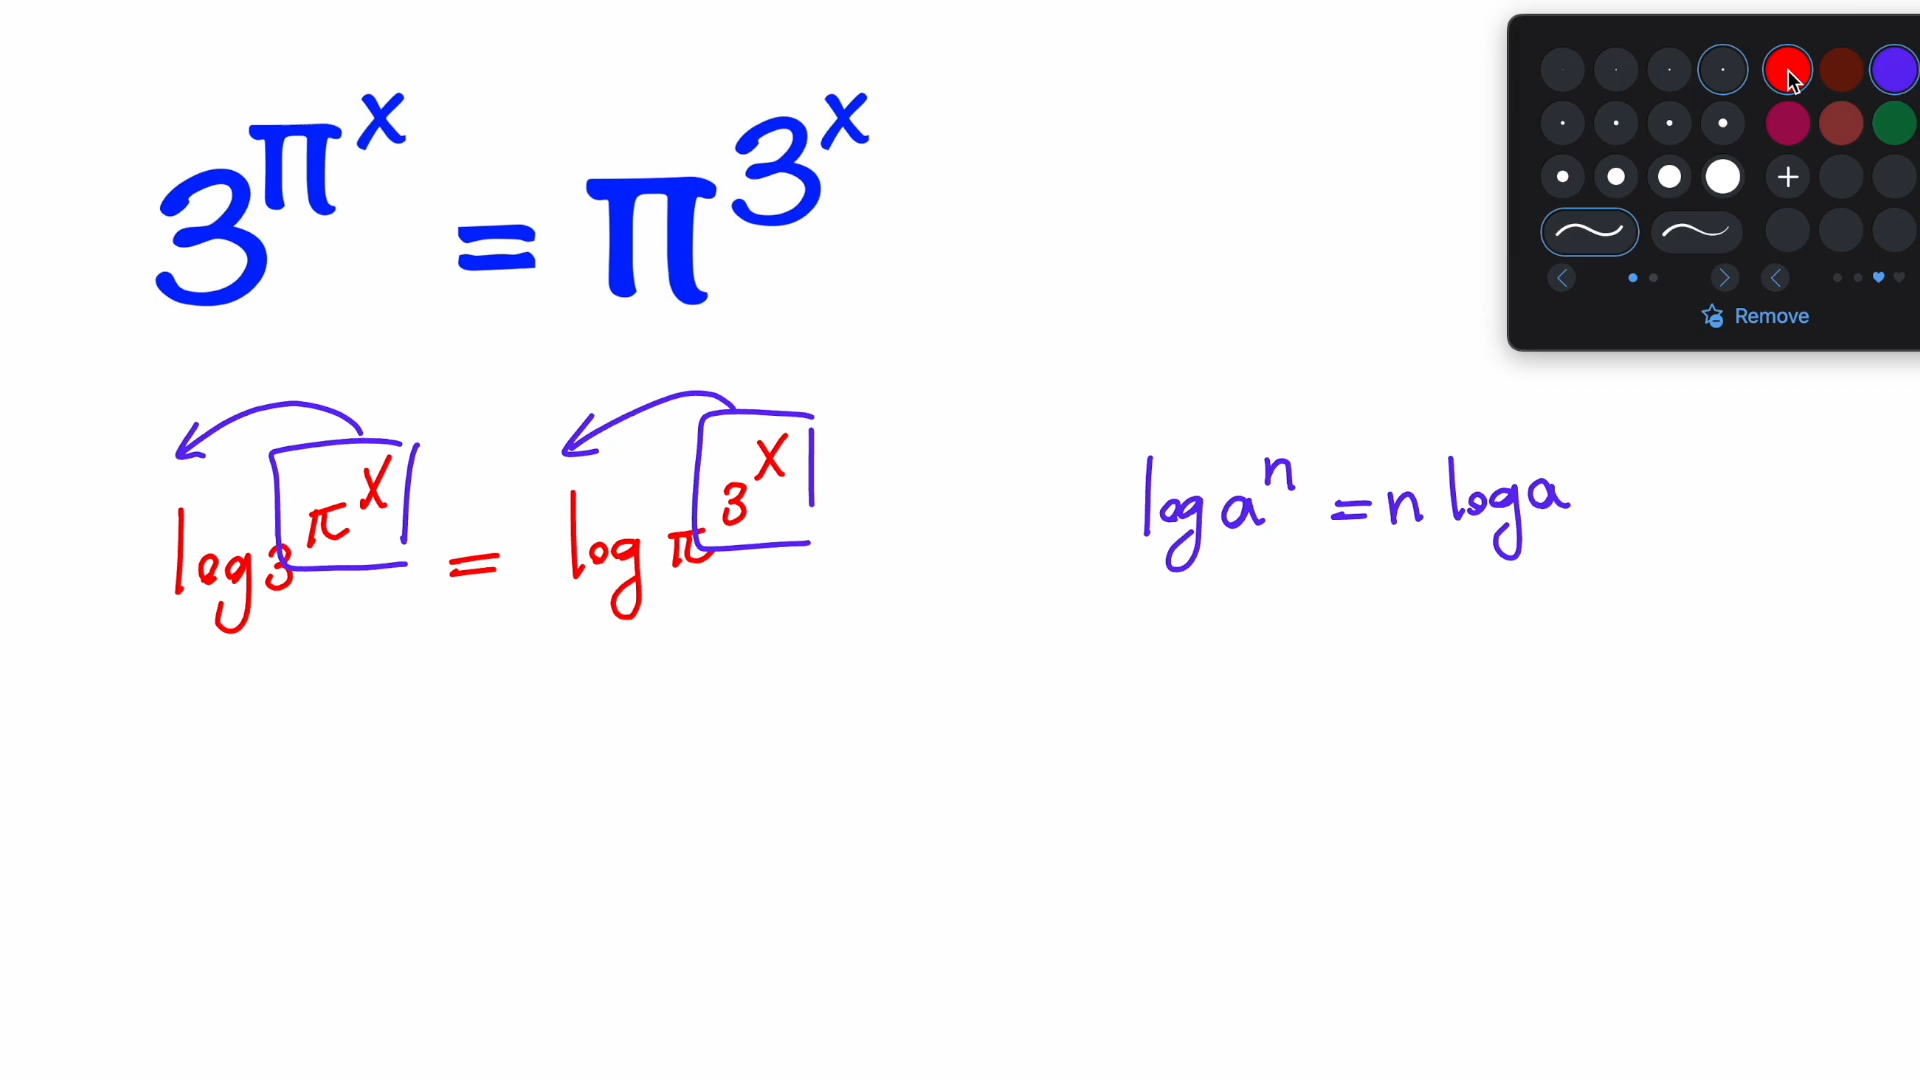 3^{π^x} = π^{3^x}
log 3^{π^x} = log π^{3^x}
log a^n = n log a
Remove